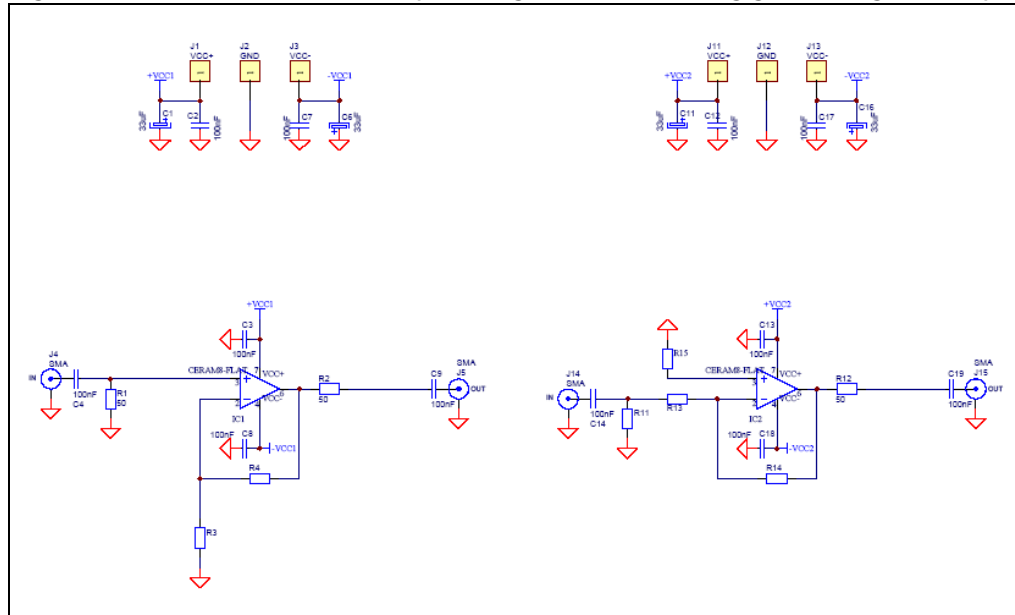 J1
VCC+
J2
GND
J3
VCC-
+VCC1
-VCC1
C1
33uF
C2
100nF
C7
100nF
33uF
J11
VCC+
J12
GND
J13
VCC-
+VCC2
-VCC2
33uF
C11
C12
100nF
C17
100nF
C16
33uF
+VCC1
C3
100nF
J4
SMA
IN
100nF
C4
R1
50
CERAM8-FLAT
7
VCC+
3
2
6
4
VCC-
IC1
R2
50
C9
100nF
SMA
J5
OUT
100nF
-VCC1
R4
R3
+VCC2
C13
100nF
R15
J14
SMA
IN
100nF
C14
R11
R13
CERAM8-FLAT
7
VCC+
3
2
6
4
VCC-
IC2
R12
50
C19
100nF
SMA
J15
OUT
100nF
C18
-VCC2
R14